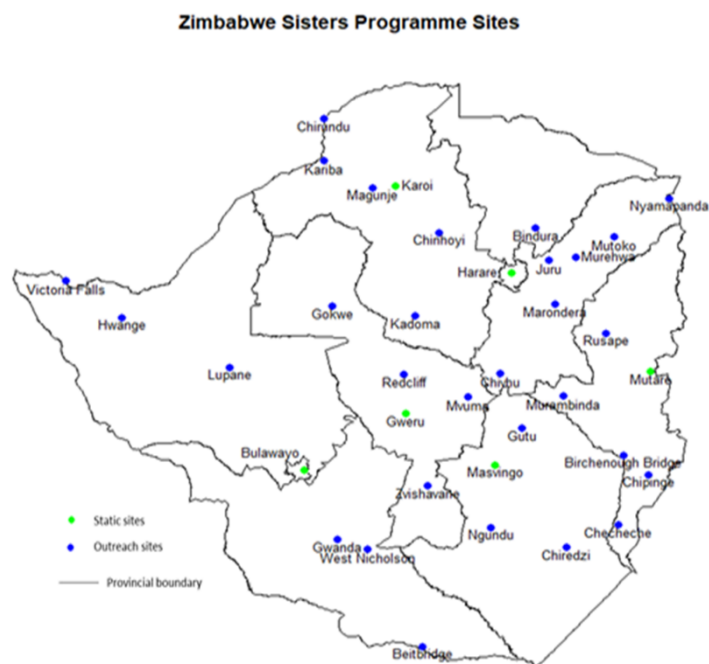 Zimbabwe Sisters Programme Sites
Chirundu
Kariba
Karoi
Magunje
Nyamapanda
Chinhoyi
Bindura
Mutoko
Murehwa
Harare
Juru
Victoria Falls
Hwange
Gokwe
Kadoma
Marondera
Rusape
Lupane
Redcliff
Chivhu
Mutare
Mvuma
Murambinda
Gweru
Gutu
Bulawayo
Masvingo
Birchenough Bridge
Chipinge
Zvishavane
Static sites
Ngundu
Checheche
Outreach sites
Gwanda
West Nicholson
Chiredzi
Provincial boundary
Beitbridge